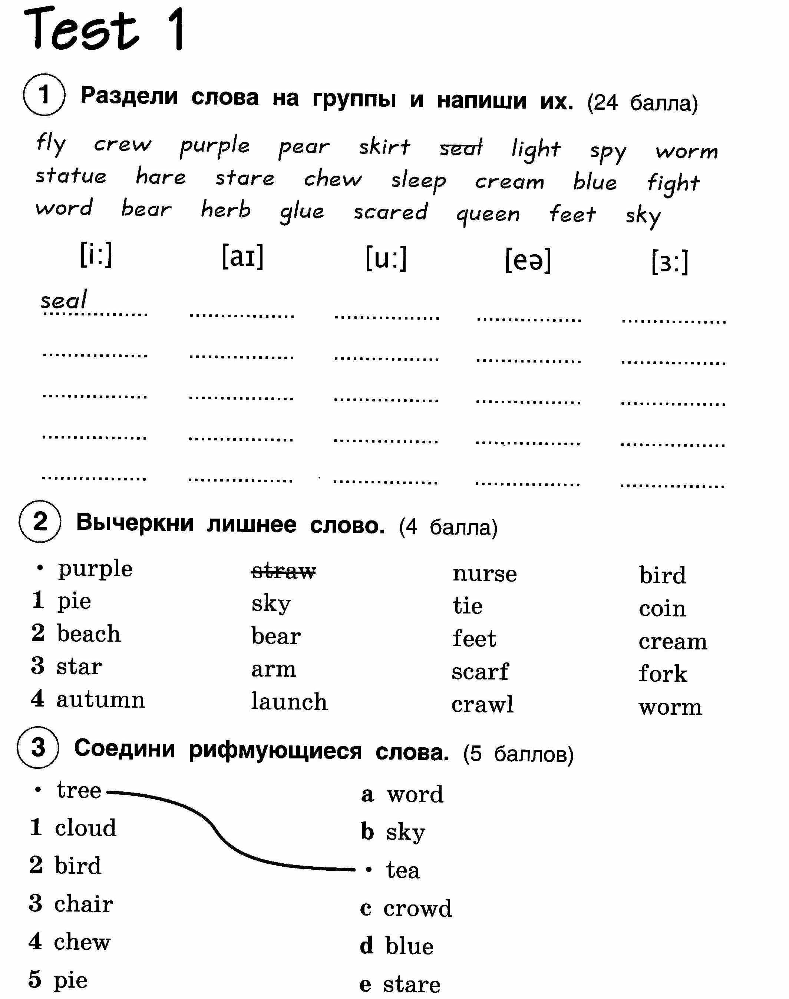 Test 1
1 Раздели слова на группы и напиши их. (24 балла)
fly crew purple pear skirt seal light spy worm
statue hare stare chew sleep cream blue fight
word bear herb glue scared queen feet sky
[i:] [aɪ] [u:] [eə] [ɜ:]
seal
2 Вычеркни лишнее слово. (4 балла)
• purple straw nurse bird
1 pie sky tie coin
2 beach bear feet cream
3 star arm scarf fork
4 autumn launch crawl worm
3 Соедини рифмующиеся слова. (5 баллов)
• tree a word
1 cloud b sky
2 bird • tea
3 chair c crowd
4 chew d blue
5 pie e stare